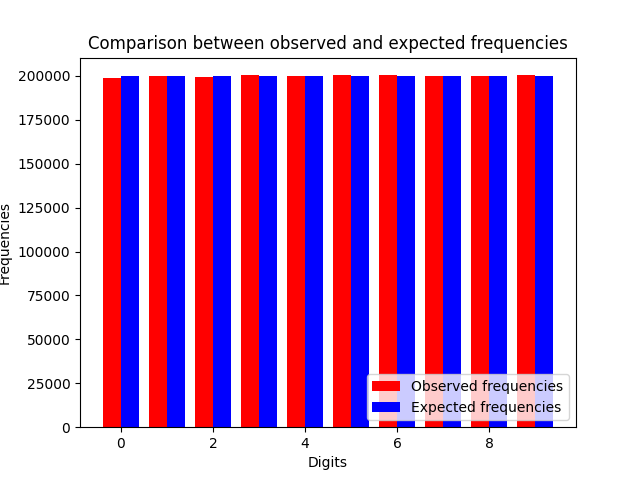 Comparison between observed and expected frequencies
200000
175000
150000
125000
100000
75000
50000
25000
0
Frequencies
0 2 4 6 8
Digits
Observed frequencies
Expected frequencies